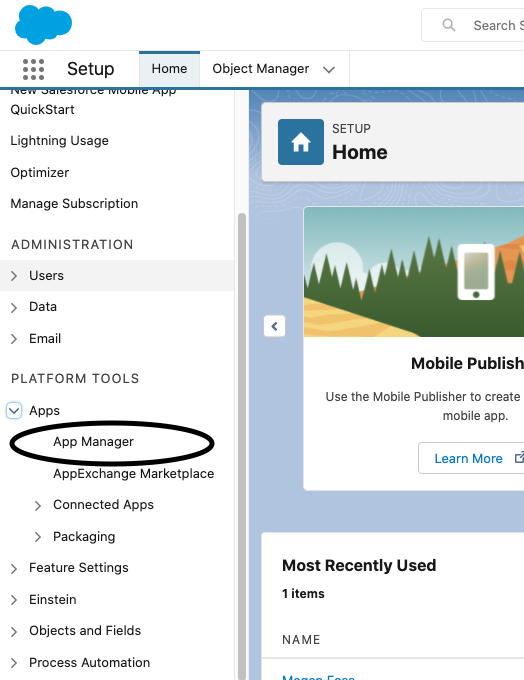 Search S
Setup
Home
Object Manager
New Salesforce Mobile App
QuickStart
Lightning Usage
Optimizer
Manage Subscription
ADMINISTRATION
Users
Data
Email
PLATFORM TOOLS
Apps
App Manager
AppExchange Marketplace
Connected Apps
Packaging
Feature Settings
Einstein
Objects and Fields
Process Automation
SETUP
Home
Mobile Publish
Use the Mobile Publisher to create
mobile app.
Learn More
Most Recently Used
1 items
NAME